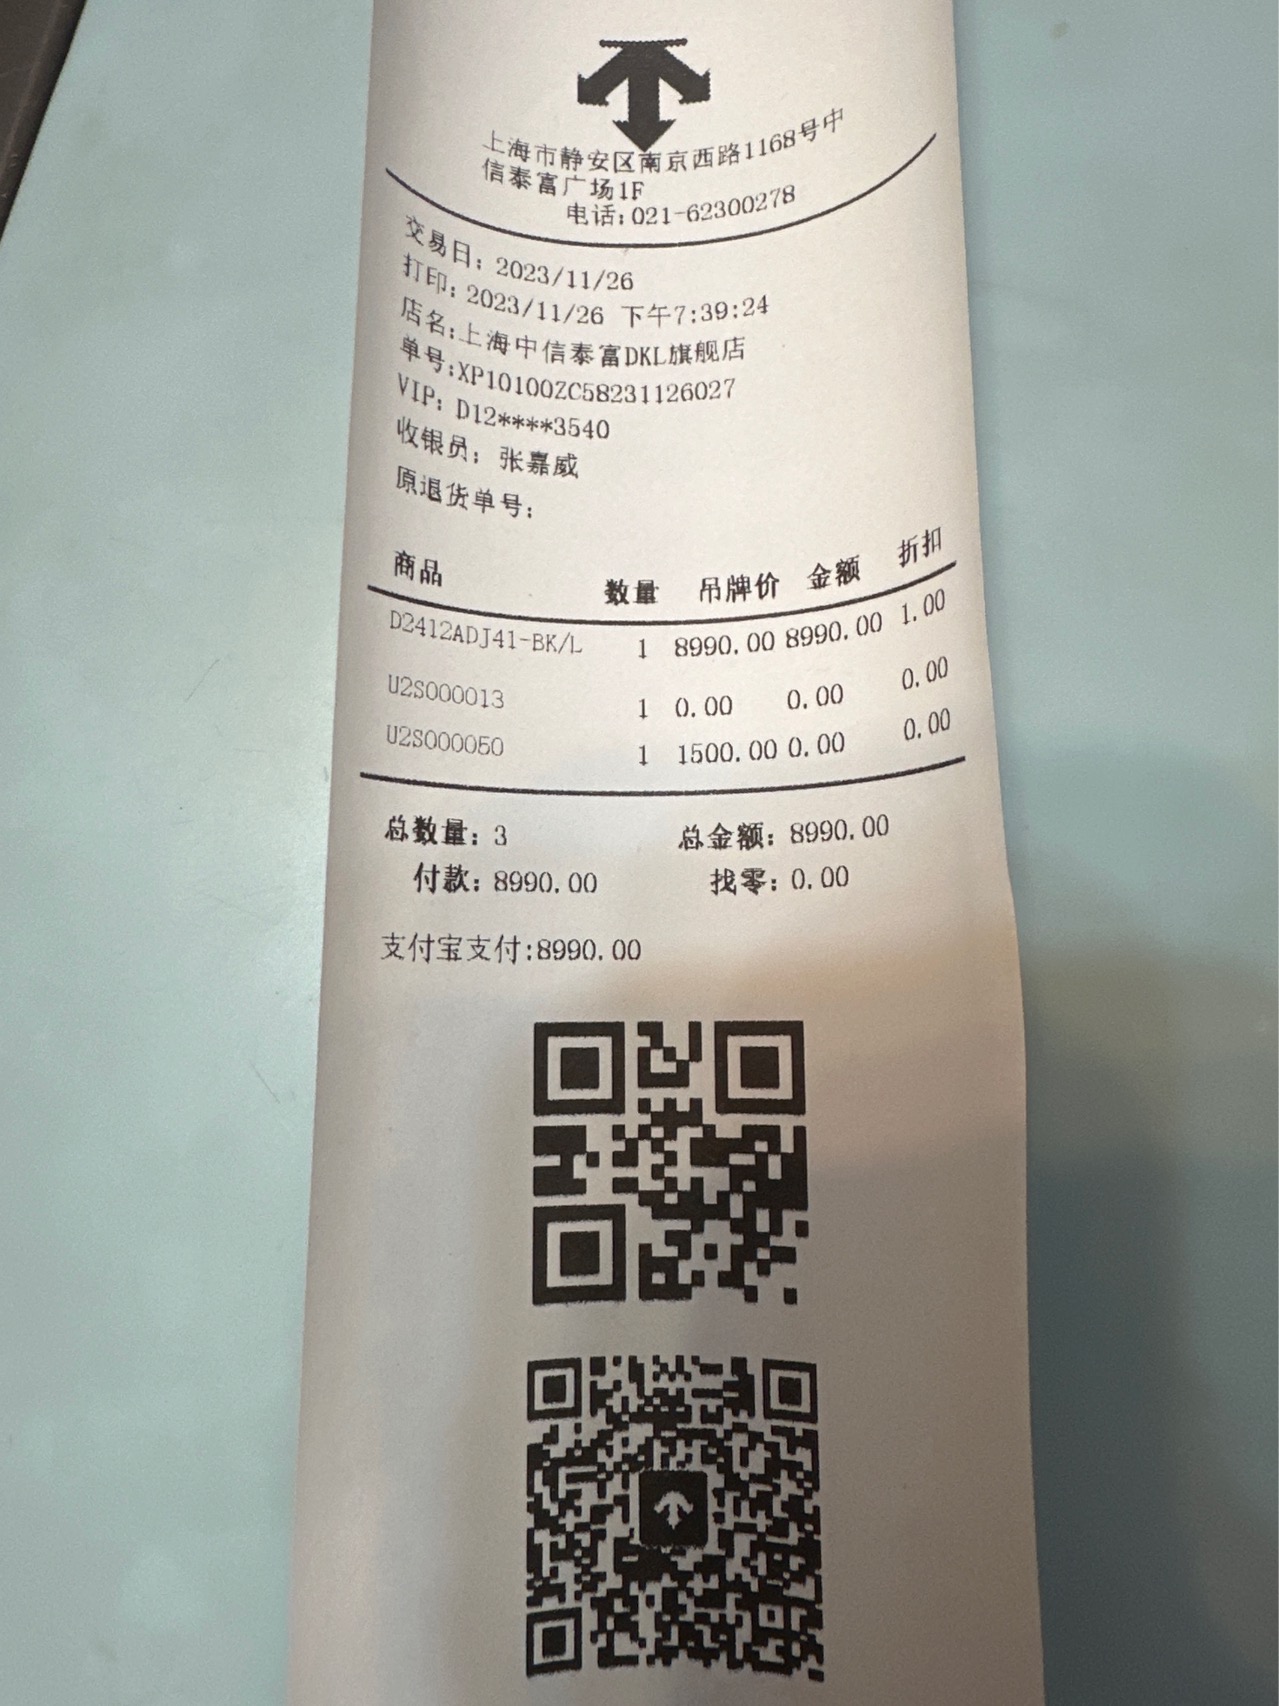 上海市静安区南京西路1168号中
信泰富广场1F
电话:021-62300278
交易日: 2023/11/26
打印: 2023/11/26 下午7:39:24
店名:上海中信泰富DKL旗舰店
单号:XP10100ZC58231126027
VIP: D12****3540
收银员: 张嘉威
原退货单号:
商品 数量 吊牌价 金额 折扣
D2412ADJ41-BK/L 1 8990.00 8990.00 1.00
U2S000013 1 0.00 0.00 0.00
U2S000050 1 1500.00 0.00 0.00
总数量: 3 总金额: 8990.00
付款: 8990.00 找零: 0.00
支付宝支付:8990.00